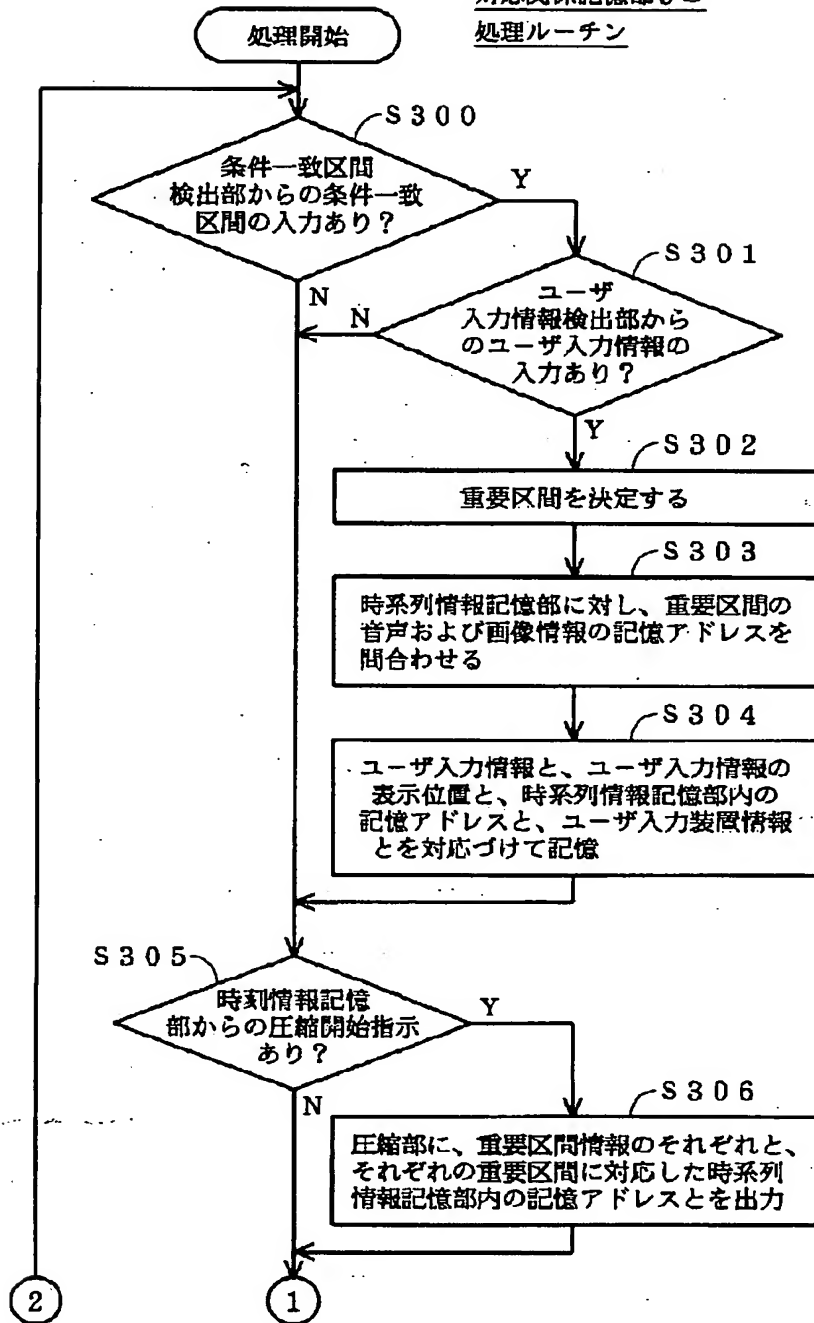 処理ルーチン
処理開始
S300
条件一致区間
検出部からの条件一致
区間の入力あり？
Y
N
S301
ユーザ
入力情報検出部から
のユーザ入力情報の
入力あり？
N
Y
S302
重要区間を決定する
S303
時系列情報記憶部に対し、重要区間の
音声および画像情報の記憶アドレスを
問合わせる
S304
ユーザ入力情報と、ユーザ入力情報の
表示位置と、時系列情報記憶部内の
記憶アドレスと、ユーザ入力装置情報
とを対応づけて記憶
S305
時刻情報記憶
部からの圧縮開始指示
あり？
Y
N
S306
圧縮部に、重要区間情報のそれぞれと、
それぞれの重要区間に対応した時系列
情報記憶部内の記憶アドレスとを出力
2
1